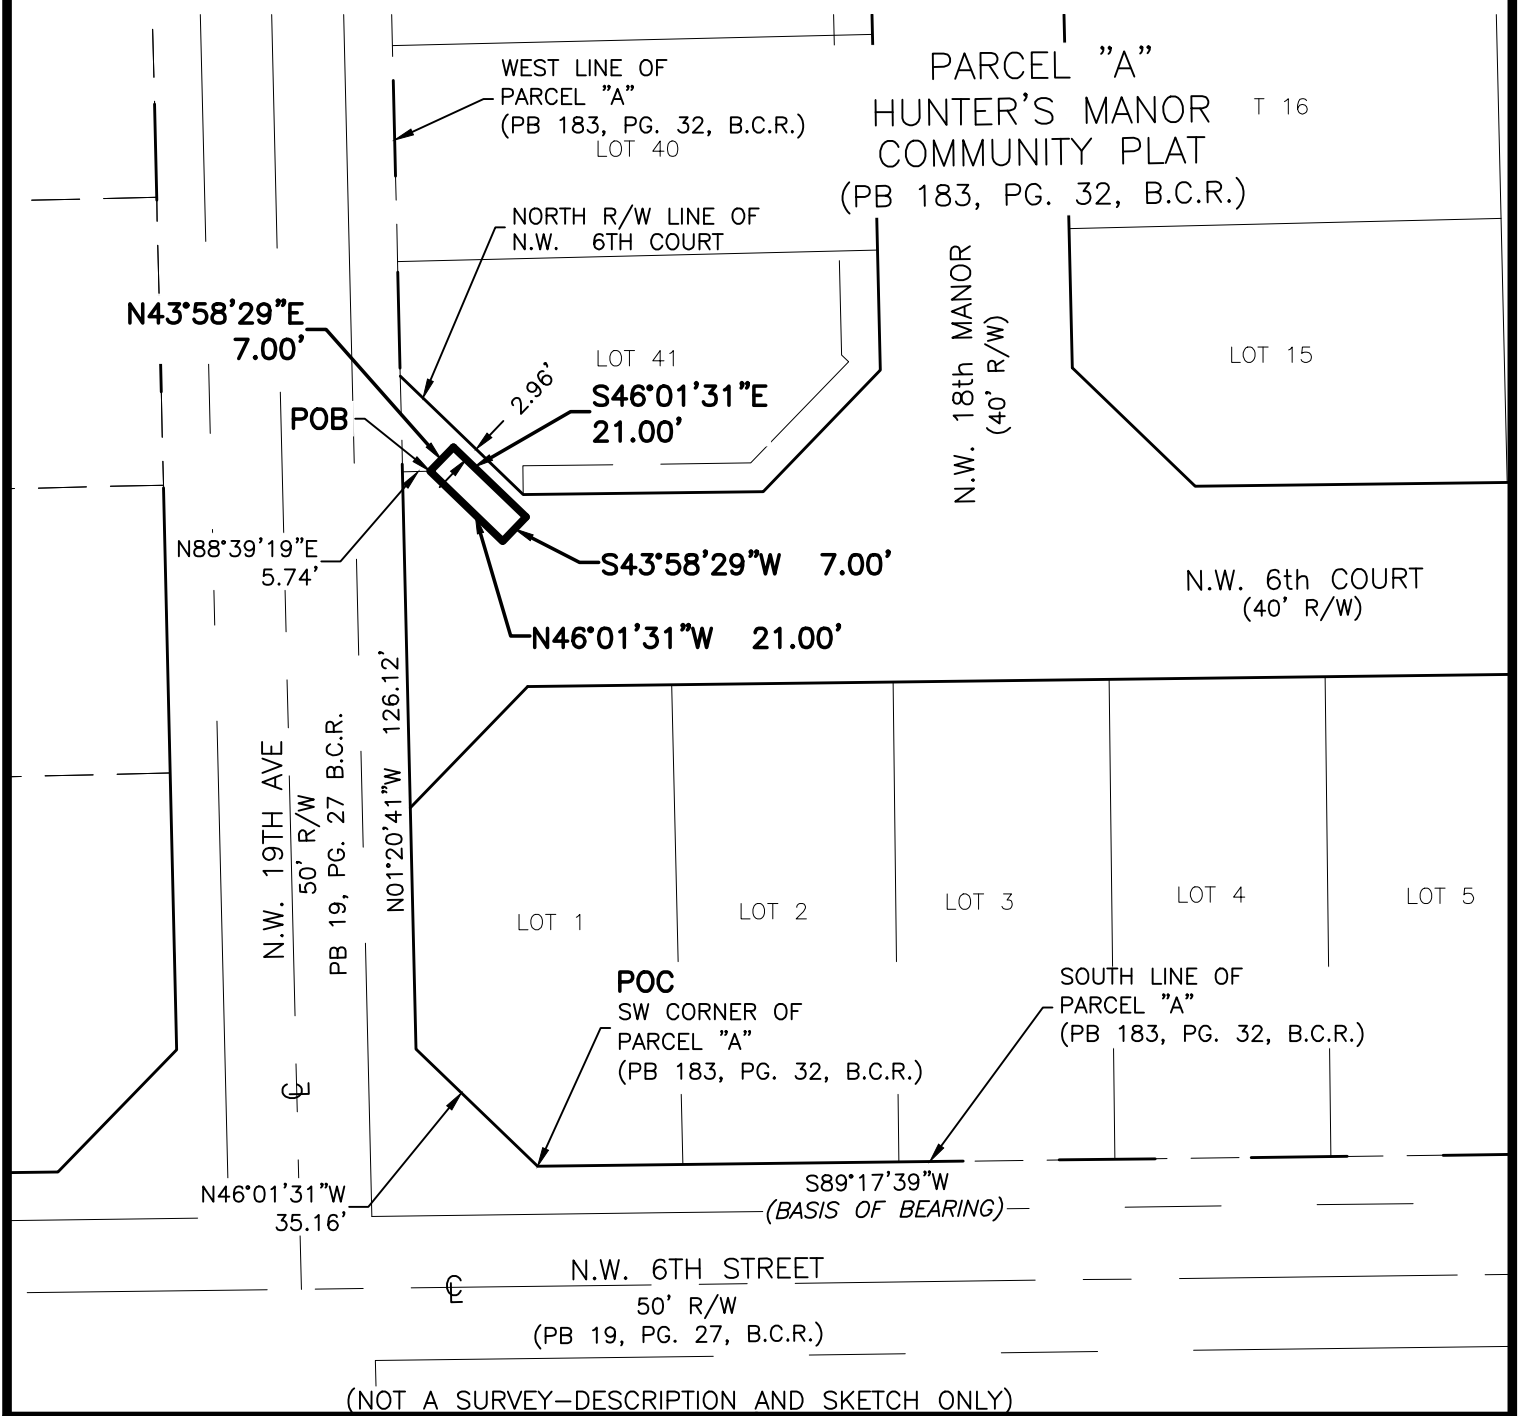 WEST LINE OF
PARCEL "A"
(PB 183, PG. 32, B.C.R.)
LOT 40
PARCEL "A"
HUNTER'S MANOR
COMMUNITY PLAT
(PB 183, PG. 32, B.C.R.)
T 16
NORTH R/W LINE OF
N.W. 6TH COURT
N43°58'29"E
7.00'
POB
2.96'
LOT 41
S46°01'31"E
21.00'
N.W. 18th MANOR
(40' R/W)
LOT 15
N88°39'19"E
5.74'
S43°58'29"W 7.00'
N46°01'31"W 21.00'
N.W. 6th COURT
(40' R/W)
N.W. 19TH AVE
50' R/W
PB 19, PG. 27 B.C.R.
N01°20'41"W 126.12'
LOT 1
LOT 2
LOT 3
LOT 4
LOT 5
POC
SW CORNER OF
PARCEL "A"
(PB 183, PG. 32, B.C.R.)
SOUTH LINE OF
PARCEL "A"
(PB 183, PG. 32, B.C.R.)
CL
N46°01'31"W
35.16'
S89°17'39"W
(BASIS OF BEARING)
N.W. 6TH STREET
CL
50' R/W
(PB 19, PG. 27, B.C.R.)
(NOT A SURVEY-DESCRIPTION AND SKETCH ONLY)